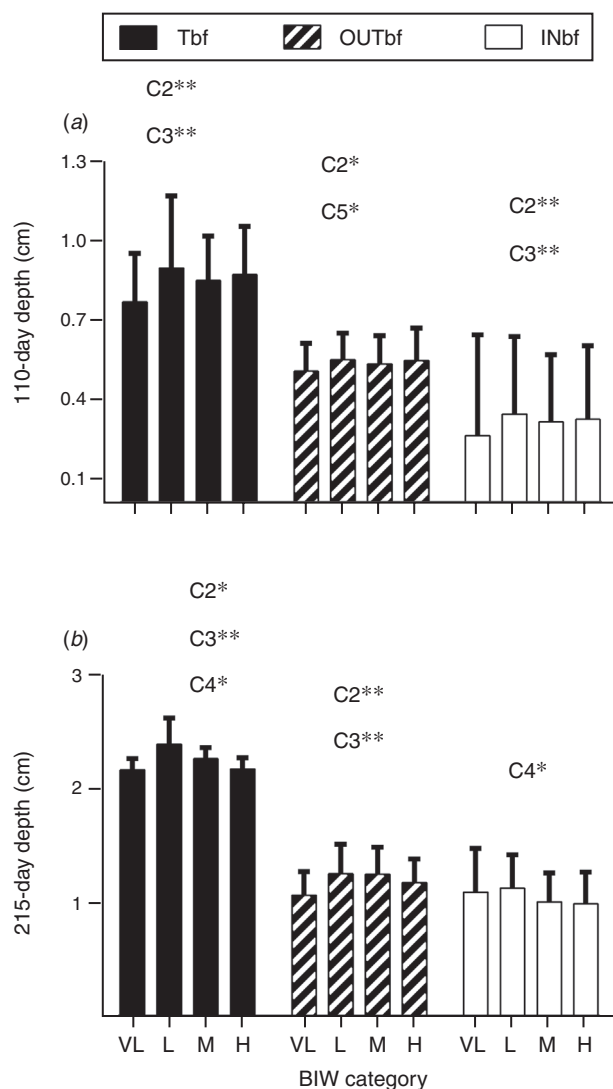 Tbf OUTbf INbf
C2**
(a) C3**
1.3
C2*
C5*
C2**
C3**
1.0
0.7
0.4
0.1
110-day depth (cm)
C2*
(b) C3**
C4*
3
C2**
C3**
C4*
2
1
215-day depth (cm)
VL L M H VL L M H VL L M H
BIW category